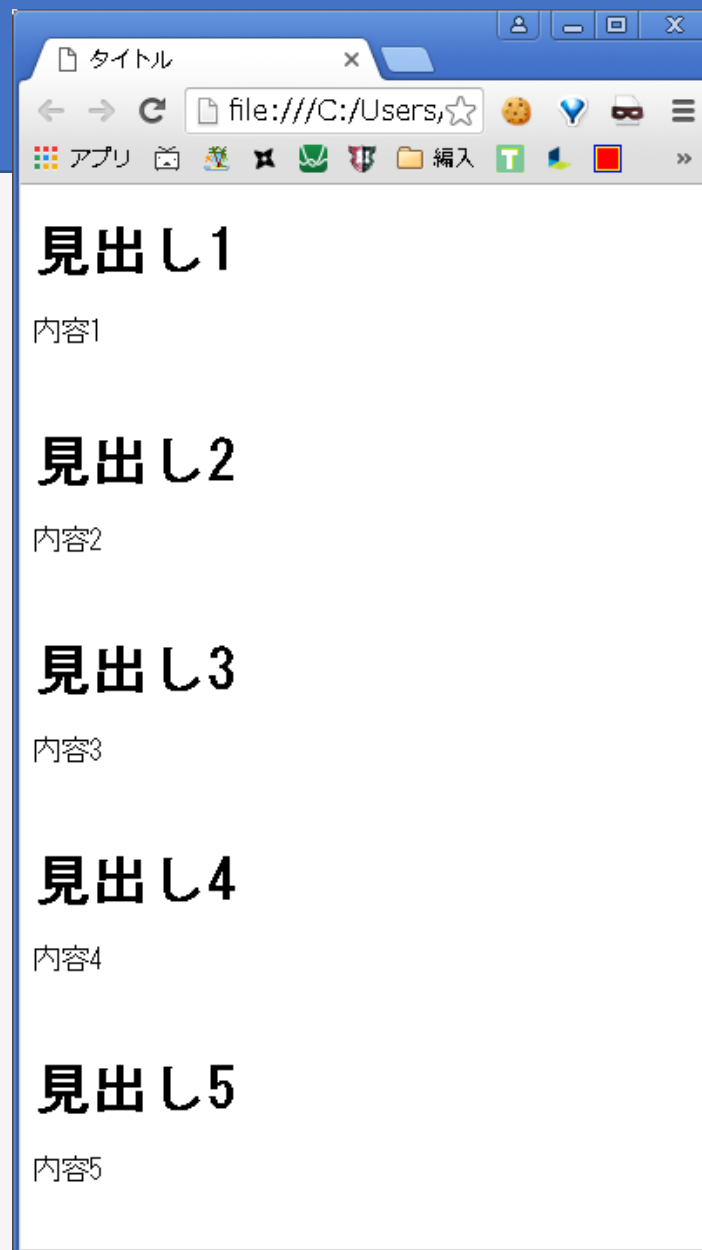 タイトル
file:///C:/Users/
アプリ 編入 T »
見出し1
内容1
見出し2
内容2
見出し3
内容3
見出し4
内容4
見出し5
内容5